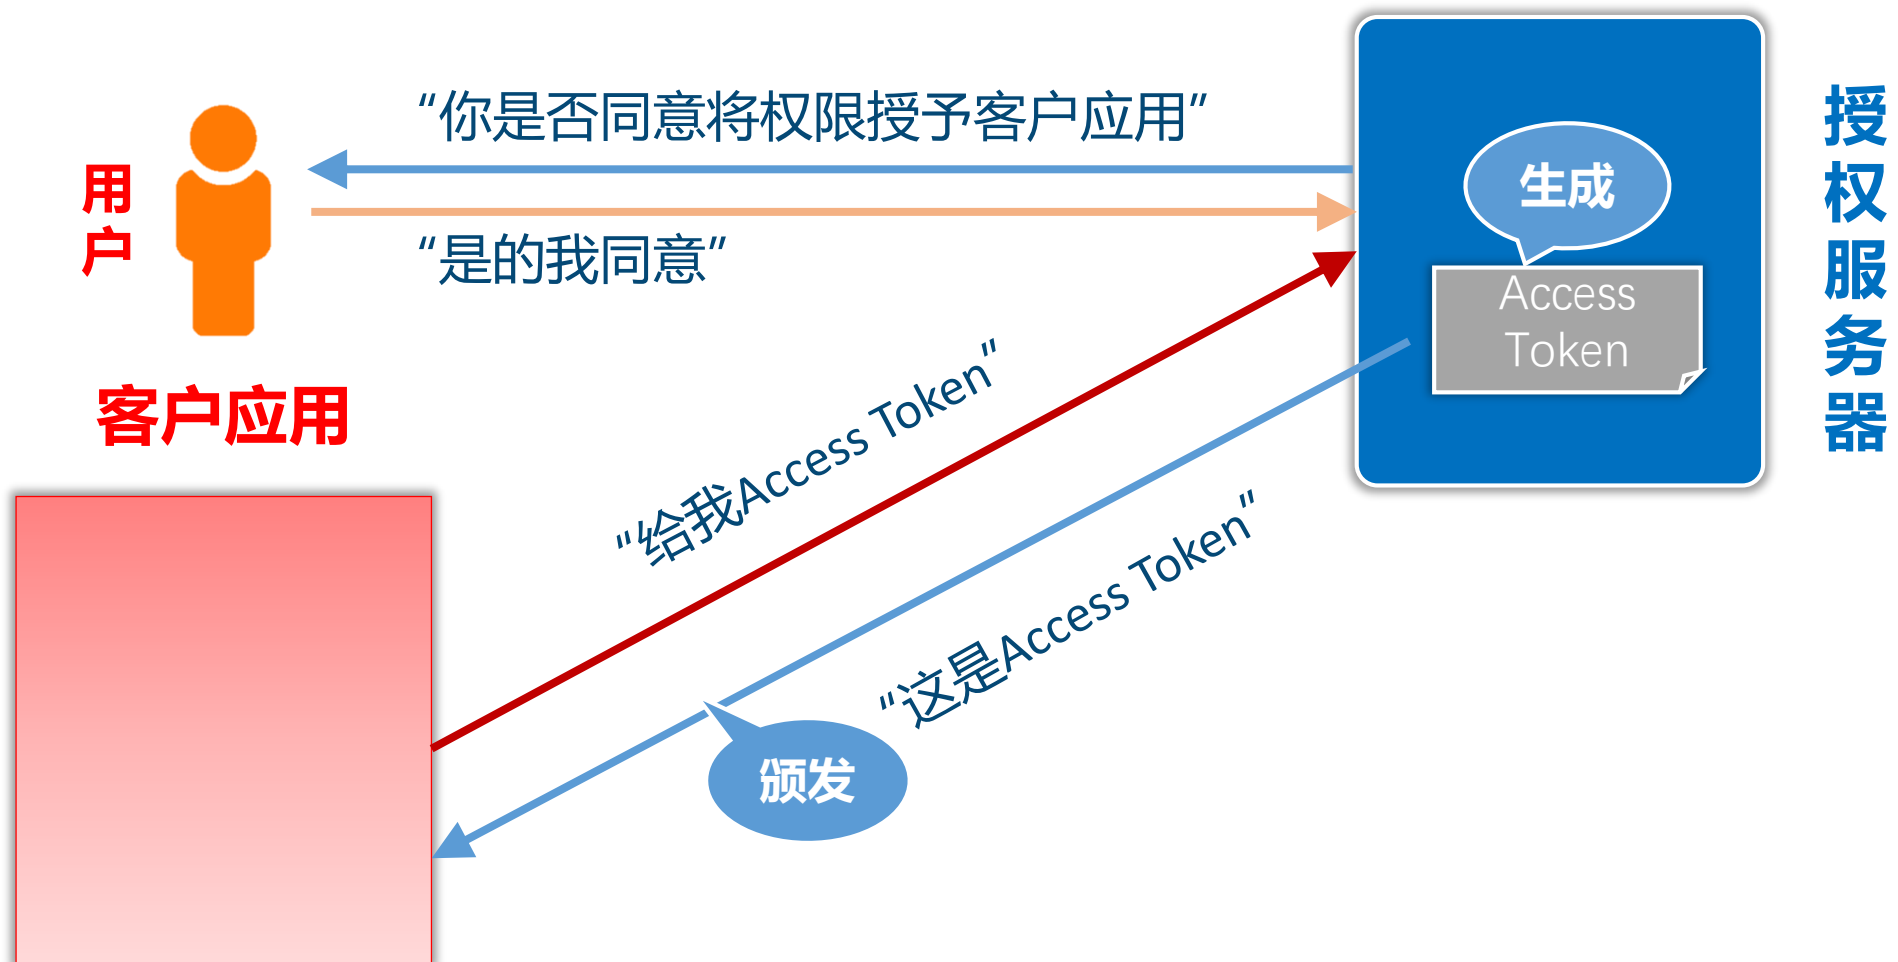 “你是否同意将权限授予客户应用”
用户
“是的我同意”
授权服务器
生成
Access
Token
客户应用
“给我Access Token”
“这是Access Token”
颁发